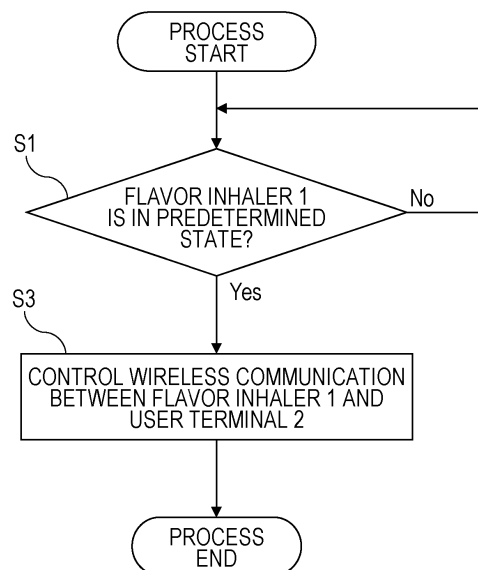 PROCESS
START
S1
FLAVOR INHALER 1
IS IN PREDETERMINED
STATE?
No
Yes
S3
CONTROL WIRELESS COMMUNICATION
BETWEEN FLAVOR INHALER 1 AND
USER TERMINAL 2
PROCESS
END